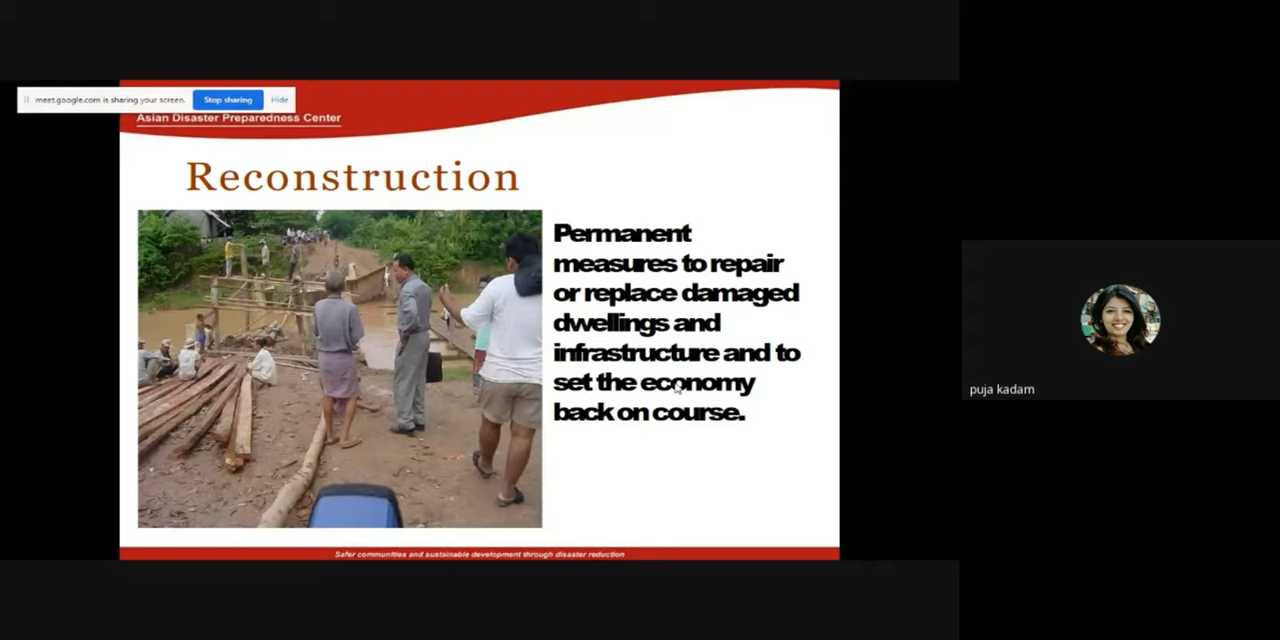 meet.google.com is sharing your screen.
Stop sharing
Hide
Asian Disaster Preparedness Center
Reconstruction
Permanent
measures to repair
or replace damaged
dwellings and
infrastructure and to
set the economy
back on course.
puja kadam
Safer communities and sustainable development through disaster reduction